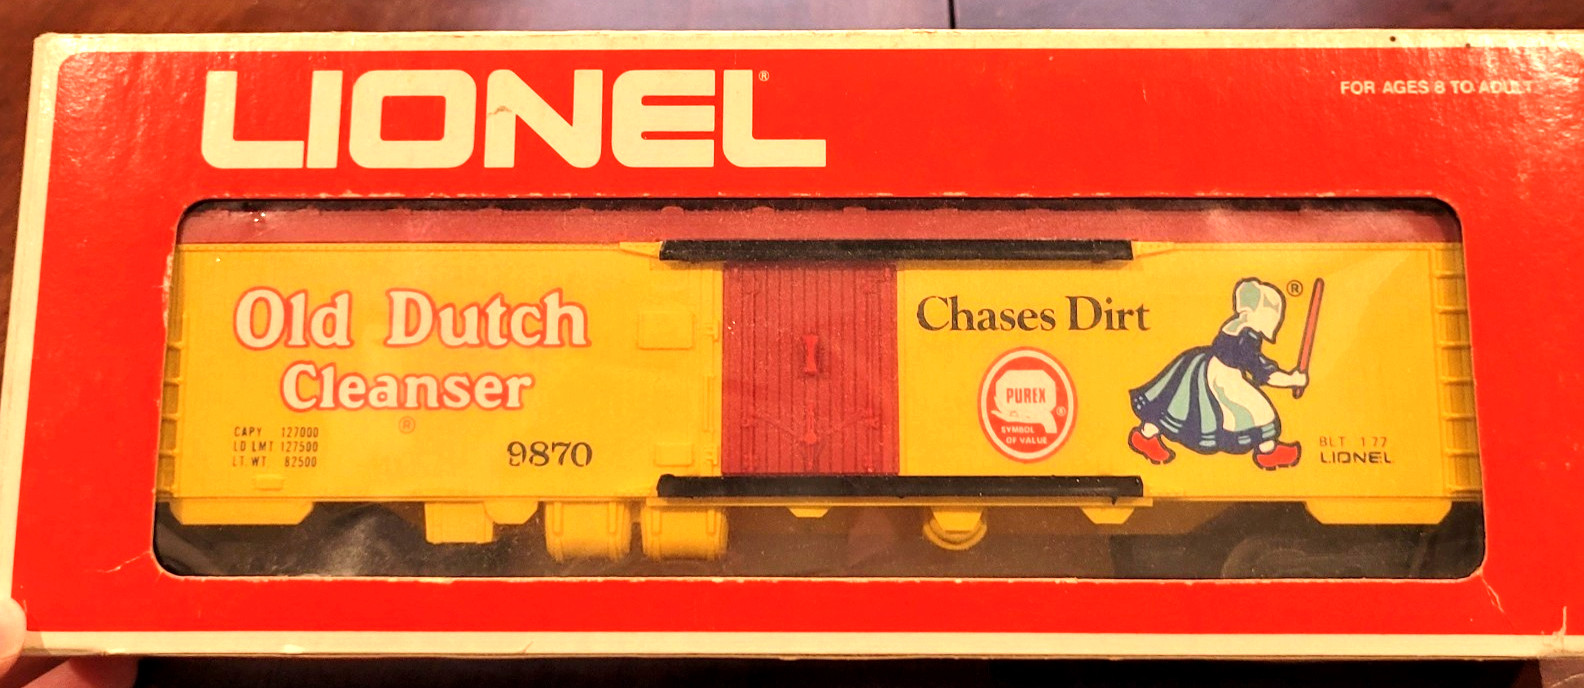 LIONEL®
FOR AGES 8 TO ADULT
Old Dutch
Cleanser
®
CAPY 127000
LD LMT 127500
LT. WT 82500
9870
Chases Dirt
®
PUREX
®
SYMBOL
OF VALUE
BLT 1 77
LIONEL